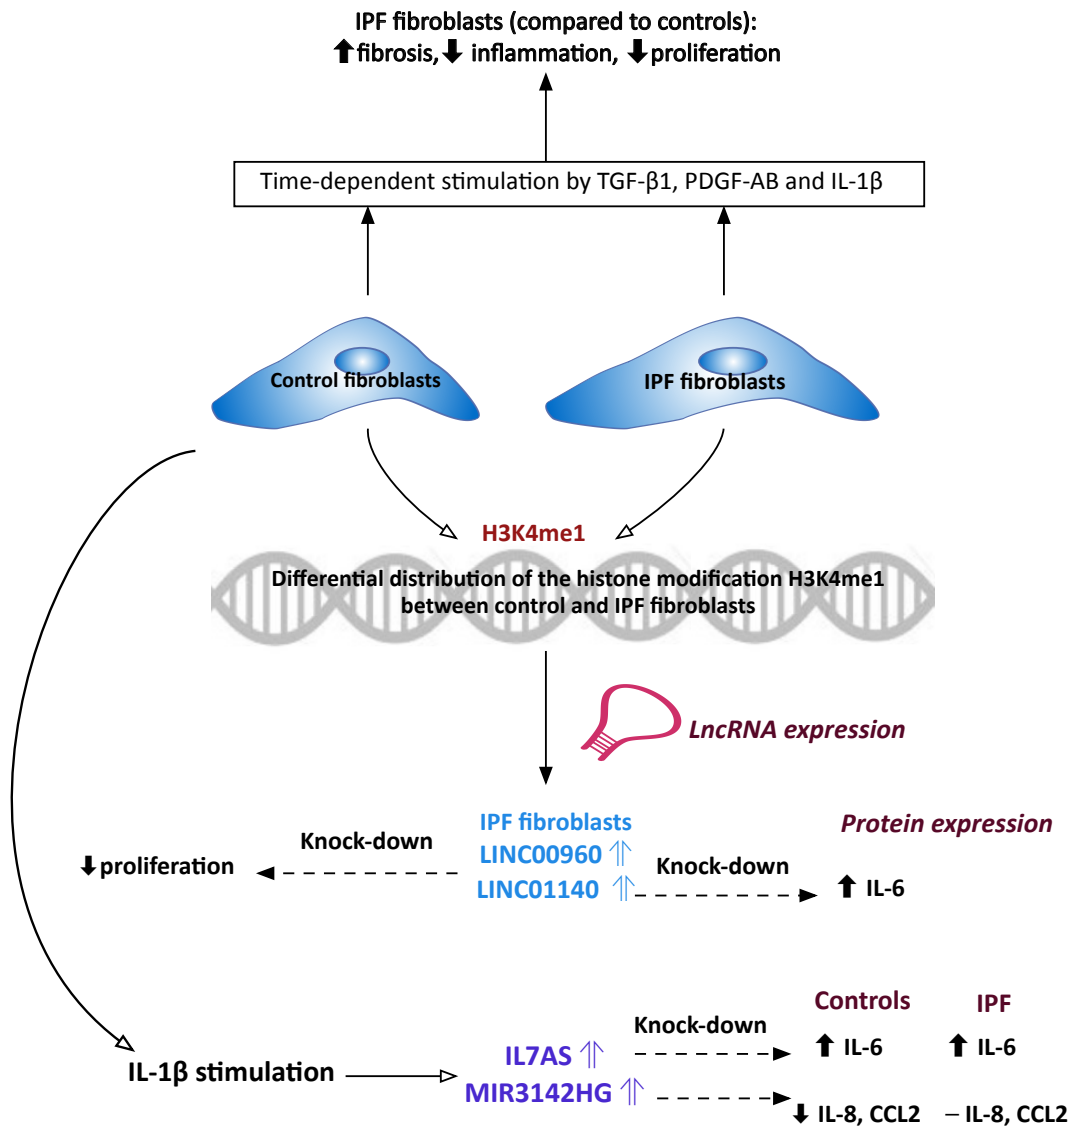 IPF fibroblasts (compared to controls):
⬆fibrosis,⬇ inflammation, ⬇proliferation
Time-dependent stimulation by TGF-β1, PDGF-AB and IL-1β
Control fibroblasts
IPF fibroblasts
H3K4me1
Differential distribution of the histone modification H3K4me1
between control and IPF fibroblasts
LncRNA expression
IPF fibroblasts
LINC00960 ⇈
LINC01140 ⇈
Knock-down
⬇proliferation
Knock-down
Protein expression
⬆ IL-6
IL-1β stimulation
IL7AS ⇈
MIR3142HG ⇈
Knock-down
Controls
IPF
⬆ IL-6
⬆ IL-6
⬇ IL-8, CCL2
– IL-8, CCL2